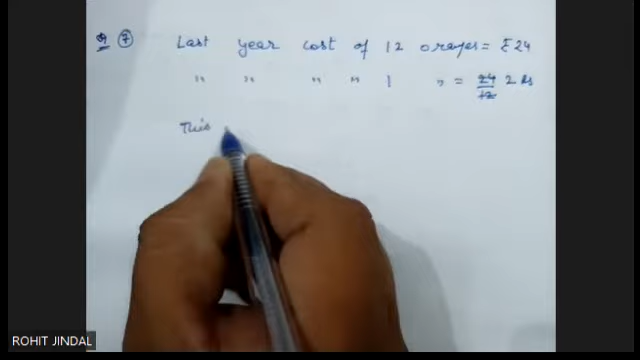 Q 7 Last year cost of 12 oranges = ₹24
" " " " 1 " = 24/12 2 Rs
This
ROHIT JINDAL